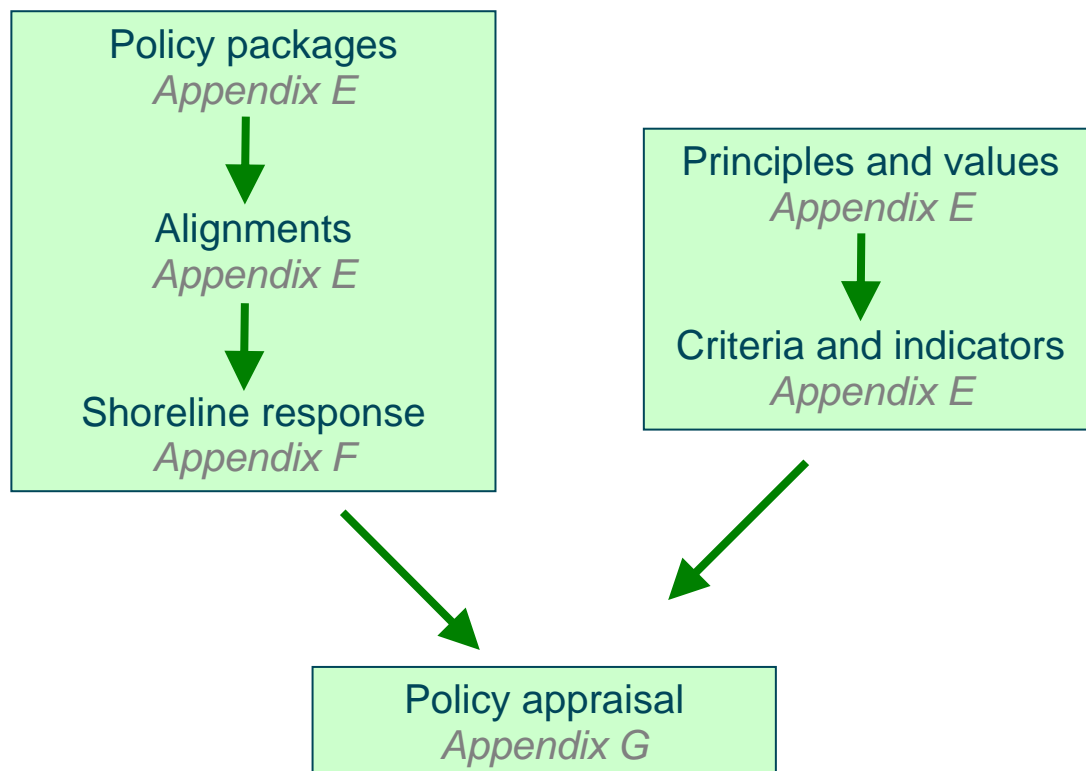 Policy packages
Appendix E
Alignments
Appendix E
Shoreline response
Appendix F
Principles and values
Appendix E
Criteria and indicators
Appendix E
Policy appraisal
Appendix G